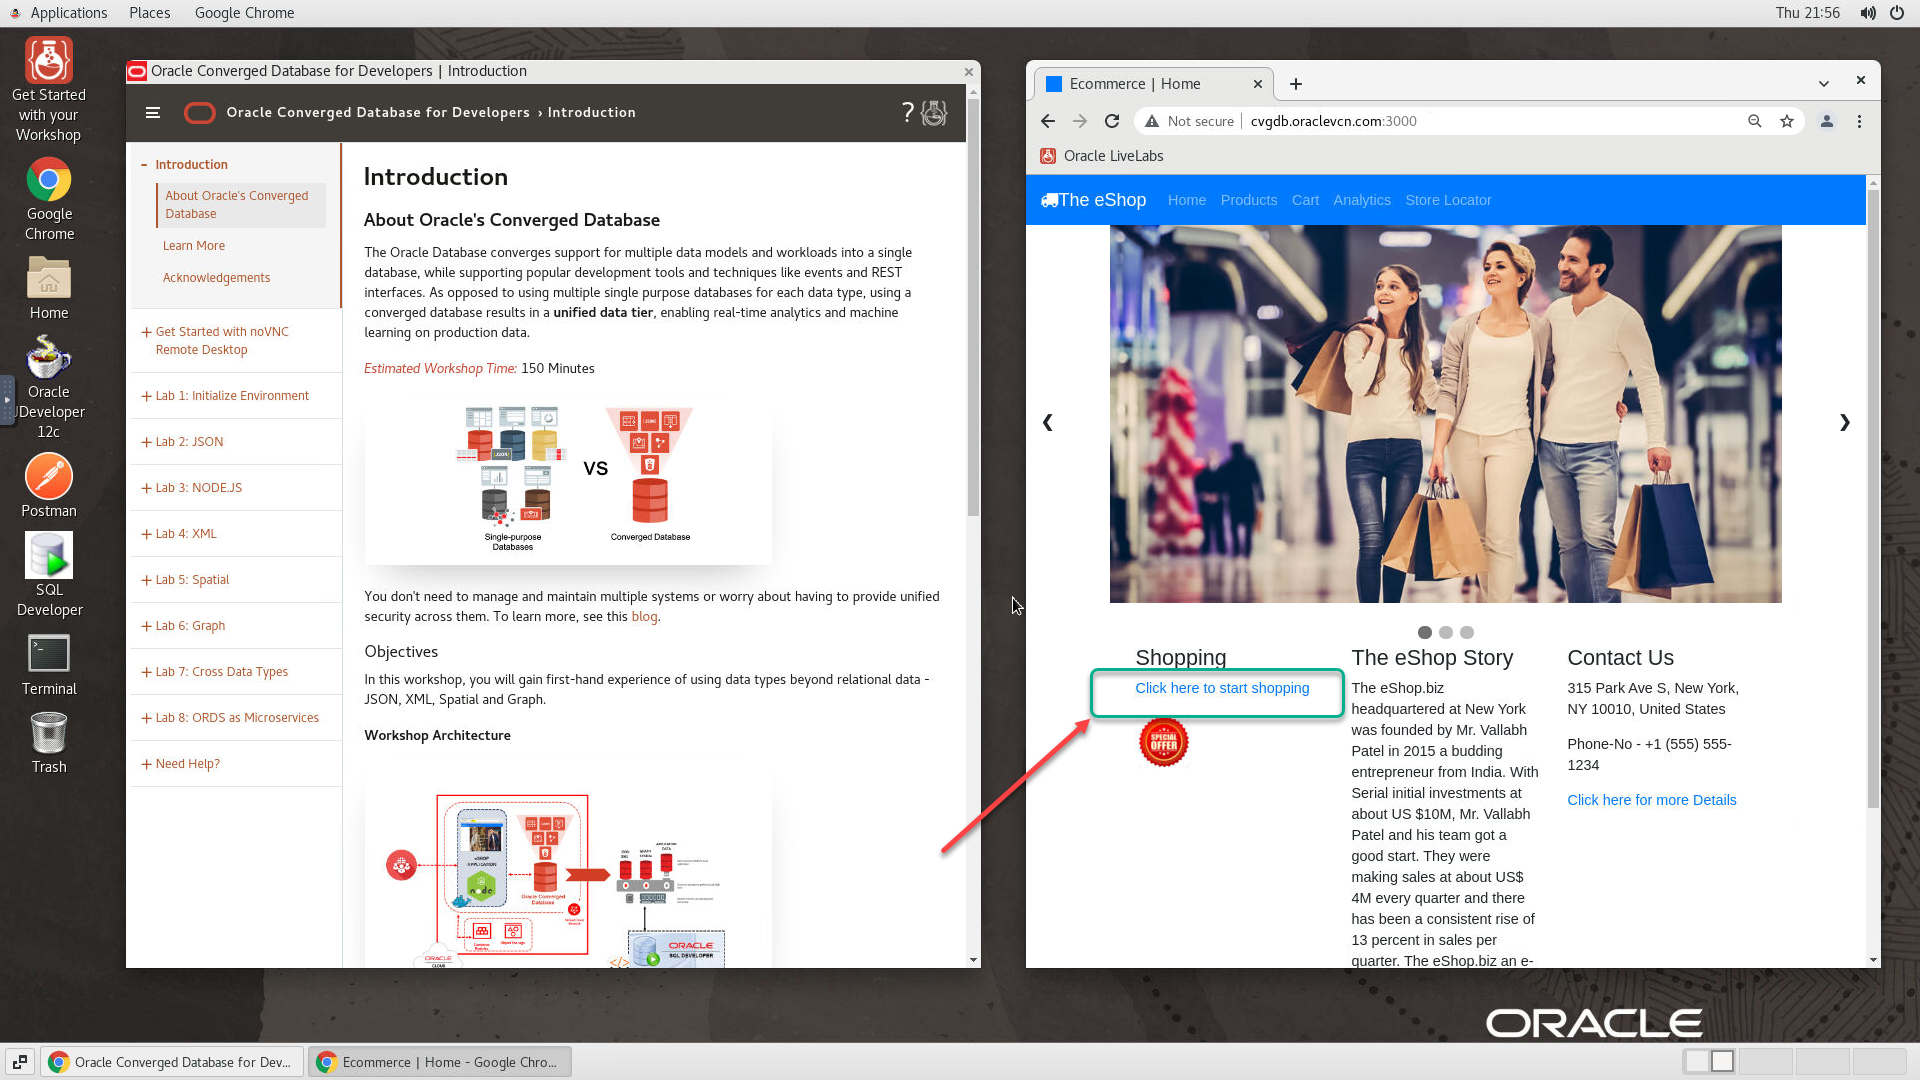 Applications Places Google Chrome Thu 21:56
Get Started
with your
Workshop
Google
Chrome
Home
Oracle
JDeveloper
12c
Postman
SQL
Developer
Terminal
Trash
Oracle Converged Database for Developers | Introduction
Oracle Converged Database for Developers › Introduction ?
- Introduction
About Oracle's Converged
Database
Learn More
Acknowledgements
+ Get Started with noVNC
Remote Desktop
+ Lab 1: Initialize Environment
+ Lab 2: JSON
+ Lab 3: NODE.JS
+ Lab 4: XML
+ Lab 5: Spatial
+ Lab 6: Graph
+ Lab 7: Cross Data Types
+ Lab 8: ORDS as Microservices
+ Need Help?
Introduction
About Oracle's Converged Database
The Oracle Database converges support for multiple data models and workloads into a single
database, while supporting popular development tools and techniques like events and REST
interfaces. As opposed to using multiple single purpose databases for each data type, using a
converged database results in a unified data tier, enabling real-time analytics and machine
learning on production data.
Estimated Workshop Time: 150 Minutes
VS
Single-purpose
Databases
Converged Database
You don't need to manage and maintain multiple systems or worry about having to provide unified
security across them. To learn more, see this blog.
Objectives
In this workshop, you will gain first-hand experience of using data types beyond relational data -
JSON, XML, Spatial and Graph.
Workshop Architecture
eSHOP
APPLICATION
node
Oracle Converged
Database
ORACLE
CLOUD
ORACLE
SQL DEVELOPER
Ecommerce | Home
Not secure | cvgdb.oraclevcn.com:3000
Oracle LiveLabs
The eShop Home Products Cart Analytics Store Locator
Shopping
Click here to start shopping
SPECIAL
OFFER
The eShop Story
The eShop.biz
headquartered at New York
was founded by Mr. Vallabh
Patel in 2015 a budding
entrepreneur from India. With
Serial initial investments at
about US $10M, Mr. Vallabh
Patel and his team got a
good start. They were
making sales at about US$
4M every quarter and there
has been a consistent rise of
13 percent in sales per
quarter. The eShop.biz an e-
Contact Us
315 Park Ave S, New York,
NY 10010, United States
Phone-No - +1 (555) 555-
1234
Click here for more Details
ORACLE
Oracle Converged Database for Dev...
Ecommerce | Home - Google Chro...